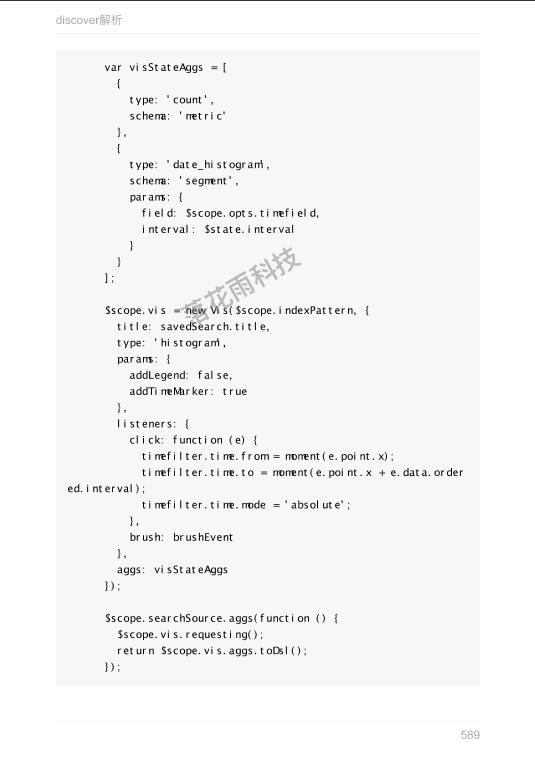 discover解析
var visStateAggs = [
{
type: 'count',
schema: 'metric'
},
{
type: 'date_histogram',
schema: 'segment',
params: {
field: $scope.opts.timefield,
interval: $state.interval
}
}
];
$scope.vis = new Vis($scope.indexPattern, {
title: savedSearch.title,
type: 'histogram',
params: {
addLegend: false,
addTimeMarker: true
},
listeners: {
click: function (e) {
timefilter.time.from = moment(e.point.x);
timefilter.time.to = moment(e.point.x + e.data.order
ed.interval);
timefilter.time.mode = 'absolute';
},
brush: brushEvent
},
aggs: visStateAggs
});
$scope.searchSource.aggs(function () {
$scope.vis.requesting();
return $scope.vis.aggs.toDsl();
});
落花雨科技
589